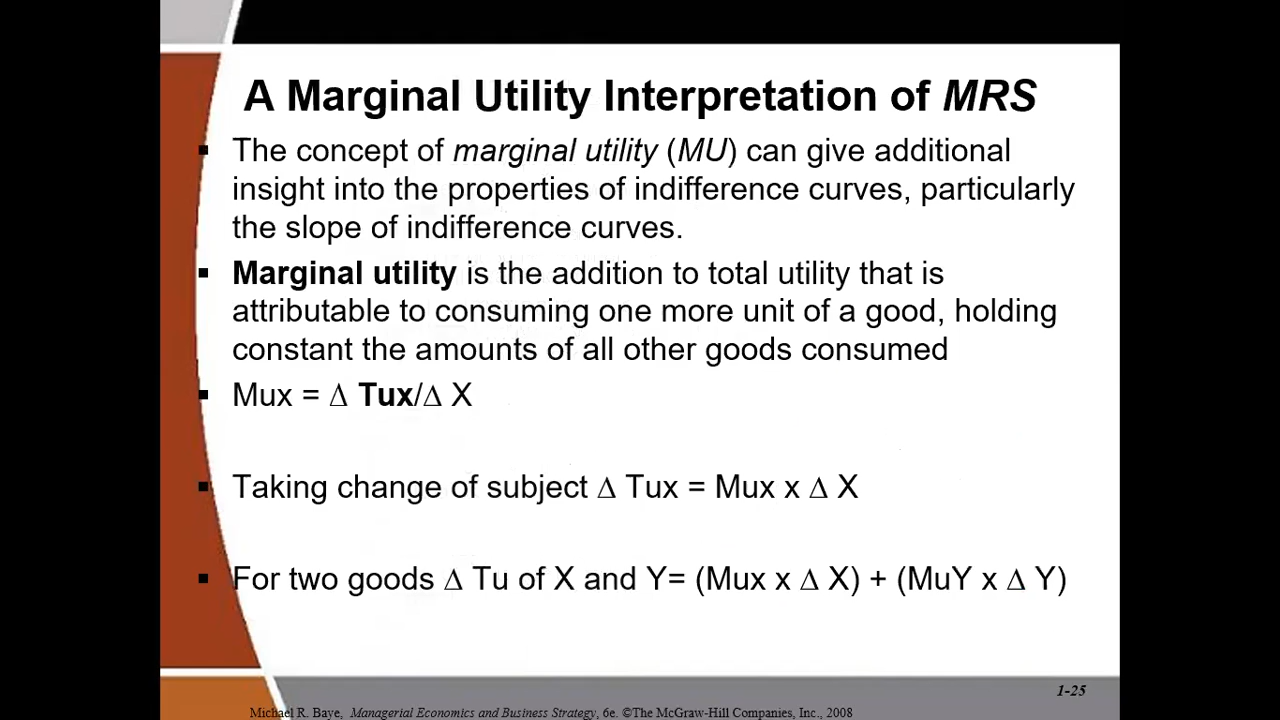 A Marginal Utility Interpretation of MRS
▪ The concept of marginal utility (MU) can give additional
insight into the properties of indifference curves, particularly
the slope of indifference curves.
▪ Marginal utility is the addition to total utility that is
attributable to consuming one more unit of a good, holding
constant the amounts of all other goods consumed
▪ Mux = ∆ Tux/∆ X
▪ Taking change of subject ∆ Tux = Mux x ∆ X
▪ For two goods ∆ Tu of X and Y= (Mux x ∆ X) + (MuY x ∆ Y)
1-25
Michael R. Baye, Managerial Economics and Business Strategy, 6e. ©The McGraw-Hill Companies, Inc., 2008